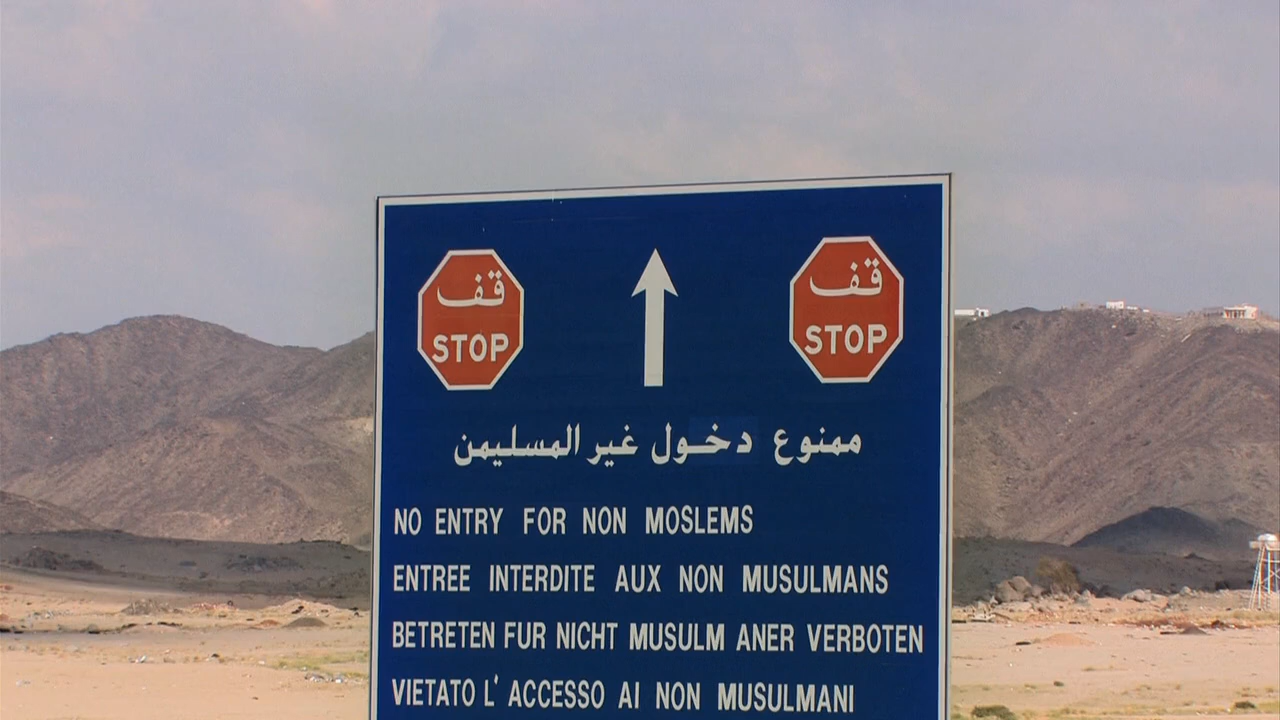 قف
STOP
قف
STOP
ممنوع دخول غير المسليمن
NO ENTRY FOR NON MOSLEMS
ENTREE INTERDITE AUX NON MUSULMANS
BETRETEN FUR NICHT MUSULM ANER VERBOTEN
VIETATO L' ACCESSO AI NON MUSULMANI